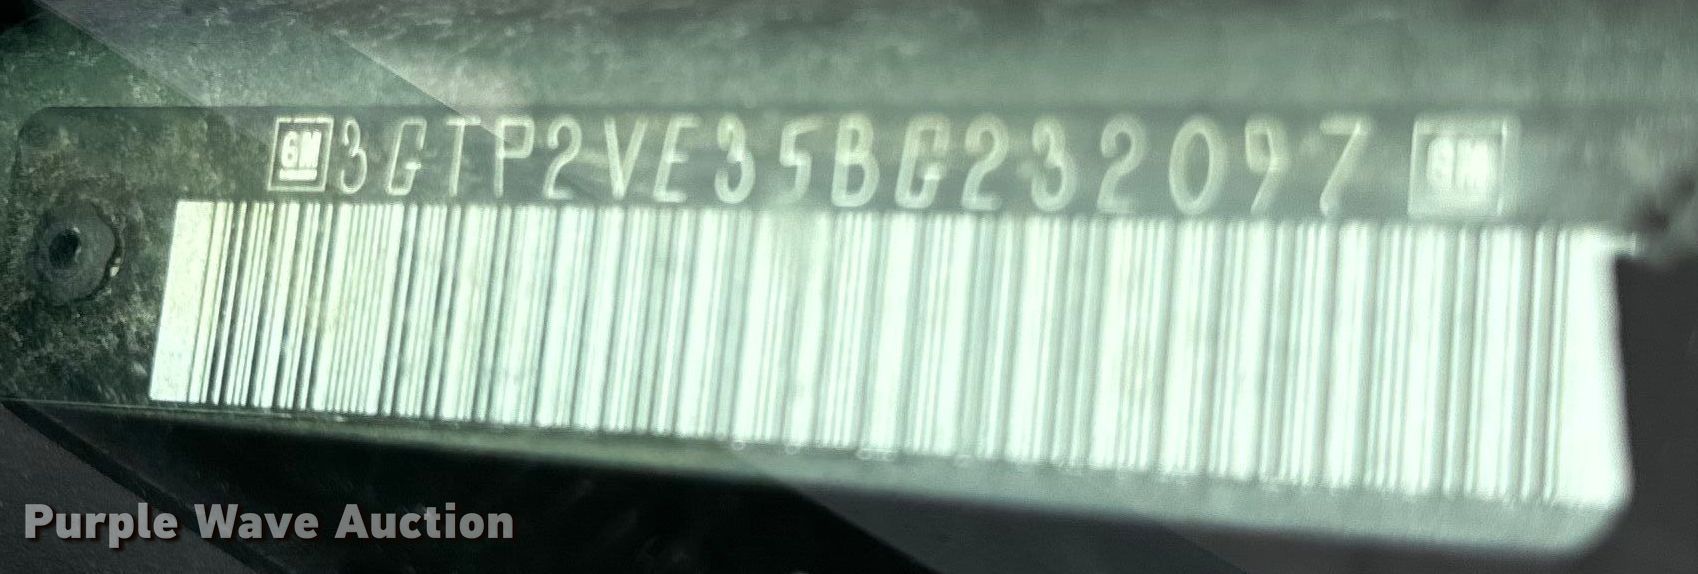 GM 3GTP2VE35BG232097 GM
Purple Wave Auction